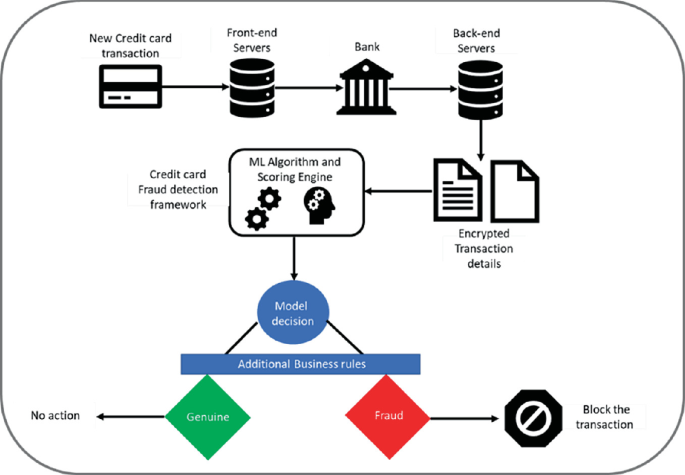 New Credit card
transaction
Front-end
Servers
Bank
Back-end
Servers
Credit card
Fraud detection
framework
ML Algorithm and
Scoring Engine
Encrypted
Transaction
details
Model
decision
Additional Business rules
No action
Genuine
Fraud
Block the
transaction